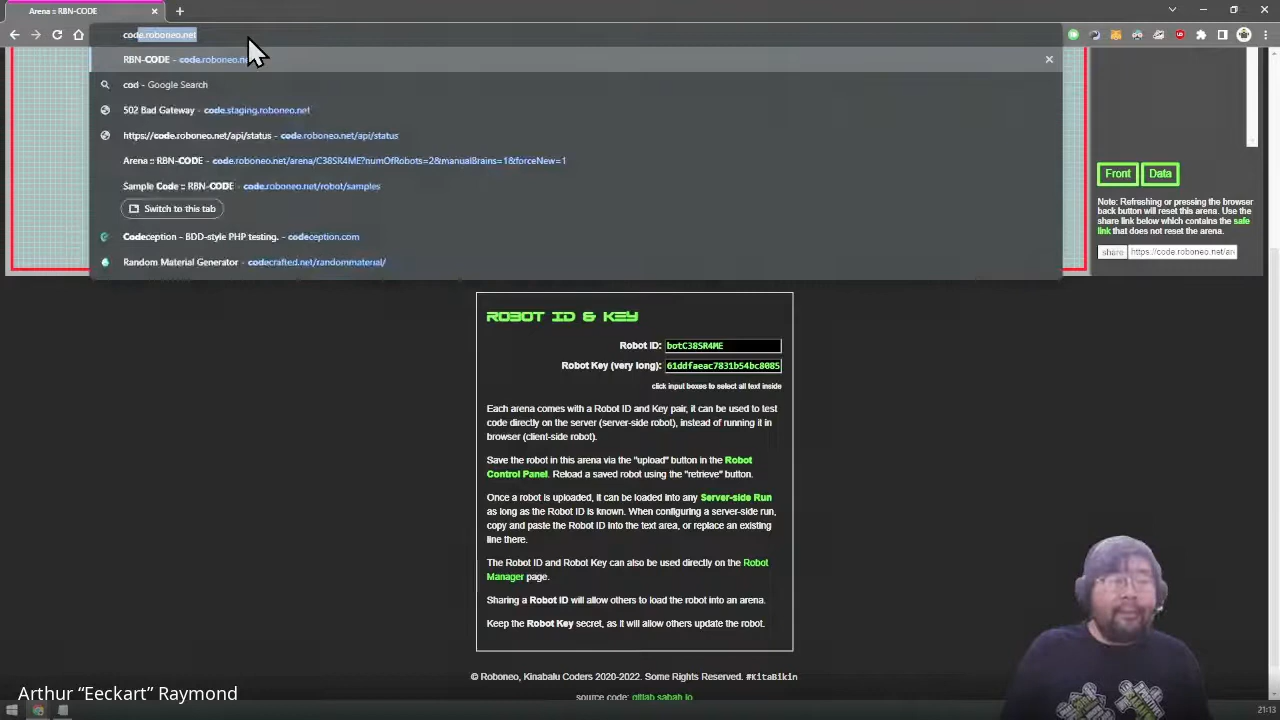 Arena :: RBN-CODE
code.roboneo.net
RBN-CODE - code.roboneo.ne
cod - Google Search
502 Bad Gateway - code.staging.roboneo.net
https://code.roboneo.net/api/status - code.roboneo.net/api/status
Arena :: RBN-CODE - code.roboneo.net/arena/C38SR4ME?numOfRobots=2&manualBrains=1&forceNew=1
Sample Code :: RBN-CODE - code.roboneo.net/robot/samples
Switch to this tab
Codeception - BDD-style PHP testing. - codeception.com
Random Material Generator - codecrafted.net/randommaterial/
Front Data
Note: Refreshing or pressing the browser
back button will reset this arena. Use the
share link below which contains the safe
link that does not reset the arena.
share https://code.roboneo.net/an
ROBOT ID & KEY
Robot ID: botC38SR4ME
Robot Key (very long): 61ddfaeac7831b54bc8085
click input boxes to select all text inside
Each arena comes with a Robot ID and Key pair, it can be used to test
code directly on the server (server-side robot), instead of running it in
browser (client-side robot).
Save the robot in this arena via the "upload" button in the Robot
Control Panel. Reload a saved robot using the "retrieve" button.
Once a robot is uploaded, it can be loaded into any Server-side Run
as long as the Robot ID is known. When configuring a server-side run,
copy and paste the Robot ID into the text area, or replace an existing
line there.
The Robot ID and Robot Key can also be used directly on the Robot
Manager page.
Sharing a Robot ID will allow others to load the robot into an arena.
Keep the Robot Key secret, as it will allow others update the robot.
© Roboneo, Kinabalu Coders 2020-2022. Some Rights Reserved. #KitaBikin
source code: gitlab sabah io
Arthur “Eeckart” Raymond
21:13